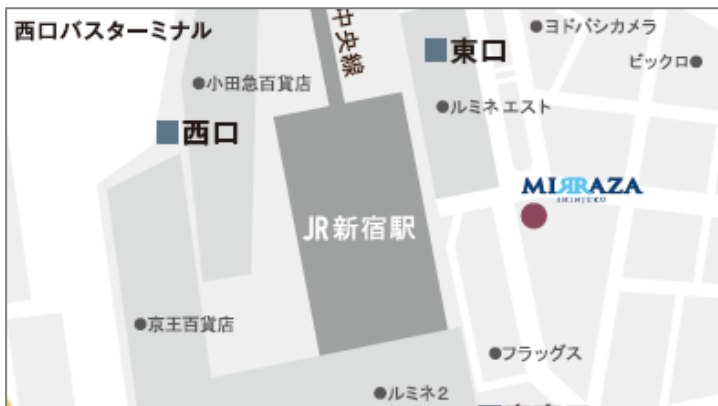 西口バスターミナル
中央線
■東口
●ヨドバシカメラ
ビックロ●
●小田急百貨店
●ルミネエスト
■西口
MIRRAZA
SHINJUKU
JR新宿駅
●京王百貨店
●フラッグス
●ルミネ2